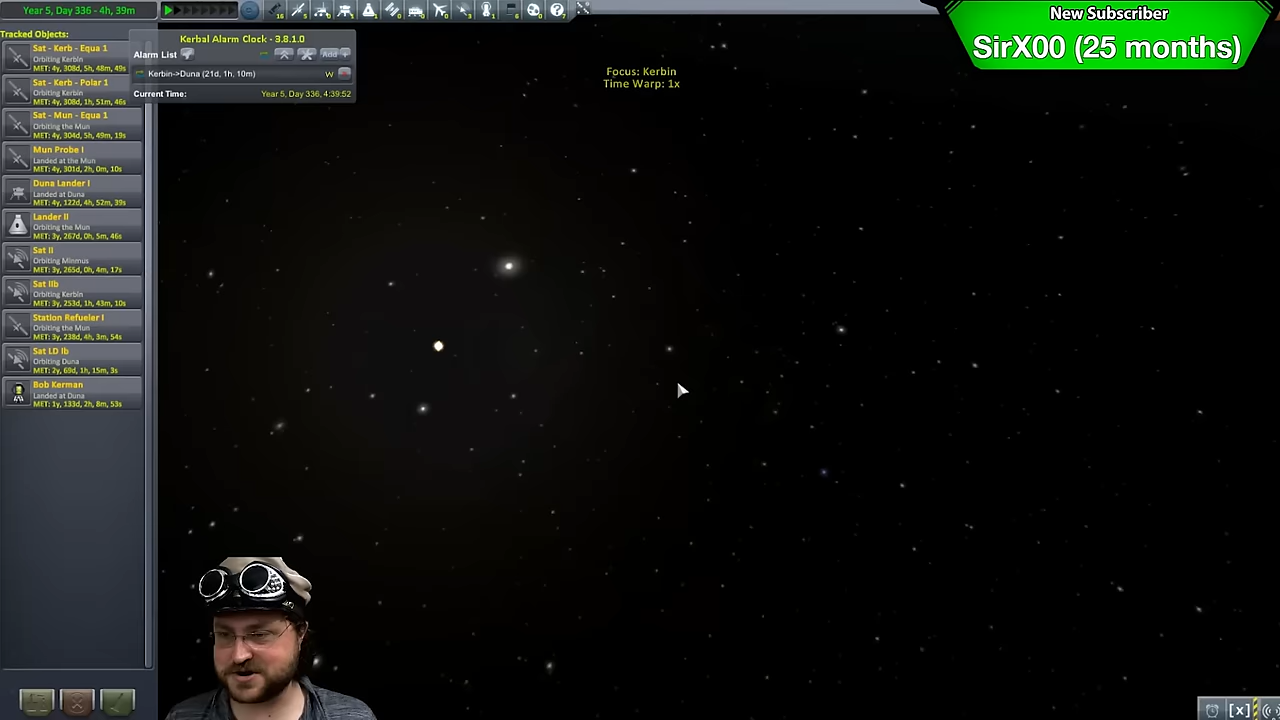 Year 5, Day 336 - 4h, 39m
Tracked Objects:
Sat - Kerb - Equa 1
Orbiting Kerbin
MET: 4y, 308d, 5h, 48m, 49s
Sat - Kerb - Polar 1
Orbiting Kerbin
MET: 4y, 308d, 1h, 51m, 46s
Sat - Mun - Equa 1
Orbiting the Mun
MET: 4y, 304d, 5h, 49m, 19s
Mun Probe I
Landed at the Mun
MET: 4y, 301d, 2h, 0m, 10s
Duna Lander I
Landed at Duna
MET: 4y, 122d, 4h, 52m, 39s
Lander II
Orbiting the Mun
MET: 3y, 267d, 0h, 5m, 46s
Sat II
Orbiting Minmus
MET: 3y, 265d, 0h, 4m, 17s
Sat IIb
Orbiting Kerbin
MET: 3y, 253d, 1h, 43m, 10s
Station Refueler I
Orbiting the Mun
MET: 3y, 238d, 4h, 3m, 54s
Sat LD Ib
Orbiting Duna
MET: 2y, 69d, 1h, 15m, 3s
Bob Kerman
Landed at Duna
MET: 1y, 133d, 2h, 8m, 53s
Kerbal Alarm Clock - 3.8.1.0
Alarm List
Add +
Kerbin->Duna (21d, 1h, 10m)
Current Time:
Year 5, Day 336, 4:39:52
Focus: Kerbin
Time Warp: 1x
New Subscriber
SirX00 (25 months)
[x]